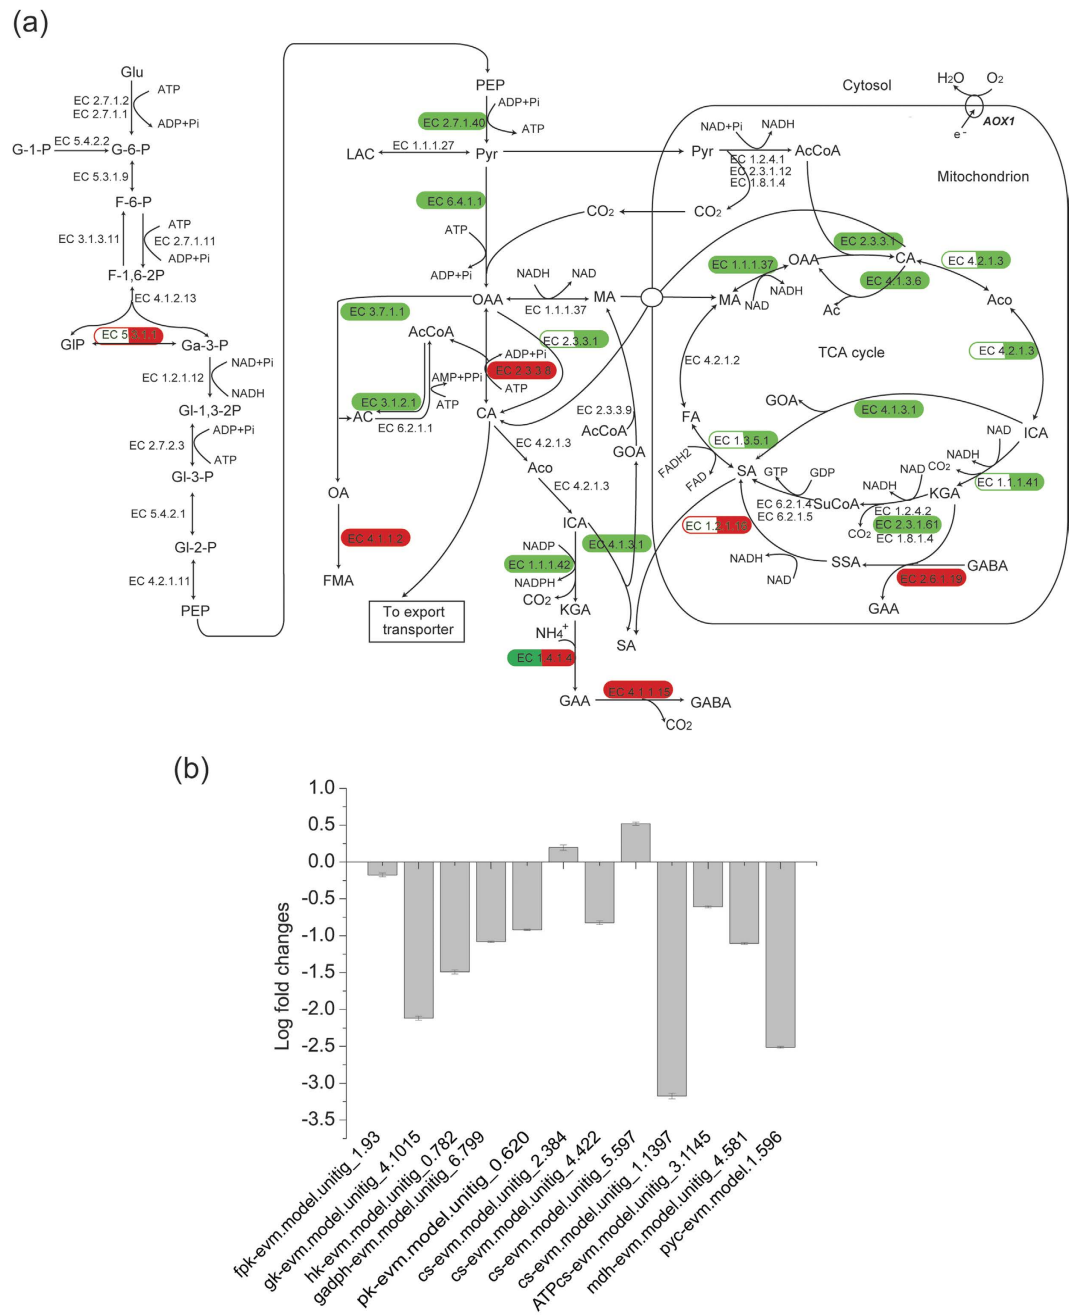 (a)
Glu
EC 2.7.1.2
EC 2.7.1.1
ATP
ADP+Pi
G-1-P
EC 5.4.2.2
G-6-P
EC 5.3.1.9
F-6-P
EC 3.1.3.11
ATP
EC 2.7.1.11
ADP+Pi
F-1,6-2P
EC 4.1.2.13
GIP
Ga-3-P
EC 1.2.1.12
NAD+Pi
NADH
GI-1,3-2P
EC 2.7.2.3
ADP+Pi
ATP
GI-3-P
EC 5.4.2.1
GI-2-P
EC 4.2.1.11
PEP
PEP
EC 2.7.1.40
ADP+Pi
ATP
LAC
EC 1.1.1.27
Pyr
EC 6.4.1.1
ATP
ADP+Pi
CO2
CO2
OAA
NADH
NAD
EC 1.1.1.37
MA
EC 3.7.1.1
AcCoA
EC 2.3.3.1
ADP+Pi
EC 2.3.3.8
ATP
AMP+PPi
ATP
EC 3.1.2.1
AC
EC 6.2.1.1
CA
EC 2.3.3.9
AcCoA
GOA
EC 4.2.1.3
Aco
EC 4.2.1.3
OA
EC 4.1.1.2
FMA
ICA
NADP
EC 4.1.3.1
EC 1.1.1.42
NADPH
CO2
KGA
To export
transporter
NH4+
EC 1.4.1.4
SA
GAA
EC 4.1.1.15
GABA
CO2
Cytosol
H2O
O2
e-
AOX1
Mitochondrion
Pyr
NAD+Pi
NADH
AcCoA
EC 1.2.4.1
EC 2.3.1.12
EC 1.8.1.4
EC 2.3.3.1
EC 1.1.1.37
OAA
CA
EC 4.2.1.3
EC 4.1.3.6
NADH
NAD
MA
Ac
Aco
EC 4.2.1.2
TCA cycle
EC 4.2.1.3
GOA
EC 4.1.3.1
FA
EC 1.3.5.1
ICA
NAD
NADH
FADH2
FAD
SA
GTP
GDP
NAD
CO2
NADH
EC 1.1.1.41
KGA
EC 6.2.1.4
EC 6.2.1.5
SuCoA
EC 1.2.4.2
EC 2.3.1.61
EC 1.8.1.4
CO2
NADH
NAD
SSA
GABA
EC 2.6.1.19
GAA
(b)
Log fold changes
1.0
0.5
0.0
-0.5
-1.0
-1.5
-2.0
-2.5
-3.0
-3.5
fpk-evm.model.unitig_1.93
gk-evm.model.unitig_4.1015
hk-evm.model.unitig_0.782
gadph-evm.model.unitig_6.799
pk-evm.model.unitig_0.620
cs-evm.model.unitig_2.384
cs-evm.model.unitig_4.422
cs-evm.model.unitig_5.597
cs-evm.model.unitig_1.1397
ATPcs-evm.model.unitig_3.1145
mdh-evm.model.unitig_4.581
pyc-evm.model.1.596